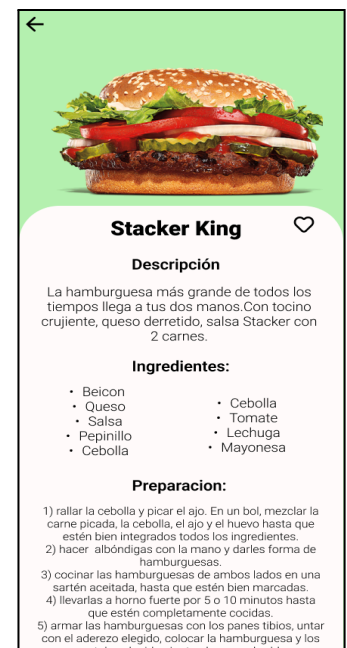 Stacker King
Descripción
La hamburguesa más grande de todos los
tiempos llega a tus dos manos.Con tocino
crujiente, queso derretido, salsa Stacker con
2 carnes.
Ingredientes:
• Beicon
• Queso
• Salsa
• Pepinillo
• Cebolla
• Cebolla
• Tomate
• Lechuga
• Mayonesa
Preparacion:
1) rallar la cebolla y picar el ajo. En un bol, mezclar la
carne picada, la cebolla, el ajo y el huevo hasta que
estén bien integrados todos los ingredientes.
2) hacer albóndigas con la mano y darles forma de
hamburguesas.
3) cocinar las hamburguesas de ambos lados en una
sartén aceitada, hasta que estén bien marcadas.
4) llevarlas a horno fuerte por 5 o 10 minutos hasta
que estén completamente cocidas.
5) armar las hamburguesas con los panes tibios, untar
con el aderezo elegido, colocar la hamburguesa y los